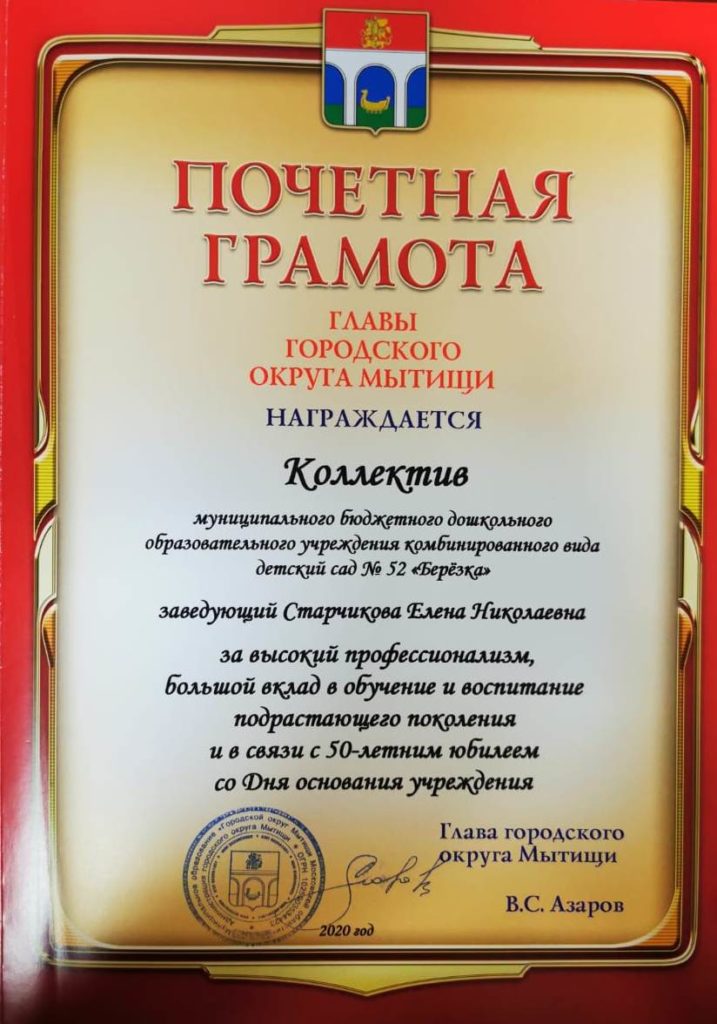 ПОЧЕТНАЯ
ГРАМОТА
ГЛАВЫ
ГОРОДСКОГО
ОКРУГА МЫТИЩИ
НАГРАЖДАЕТСЯ
Коллектив
муниципального бюджетного дошкольного
образовательного учреждения комбинированного вида
детский сад № 52 «Берёзка»
заведующий Старчикова Елена Николаевна
за высокий профессионализм,
большой вклад в обучение и воспитание
подрастающего поколения
и в связи с 50-летним юбилеем
со Дня основания учреждения
Глава городского
округа Мытищи
В.С. Азаров
2020 год